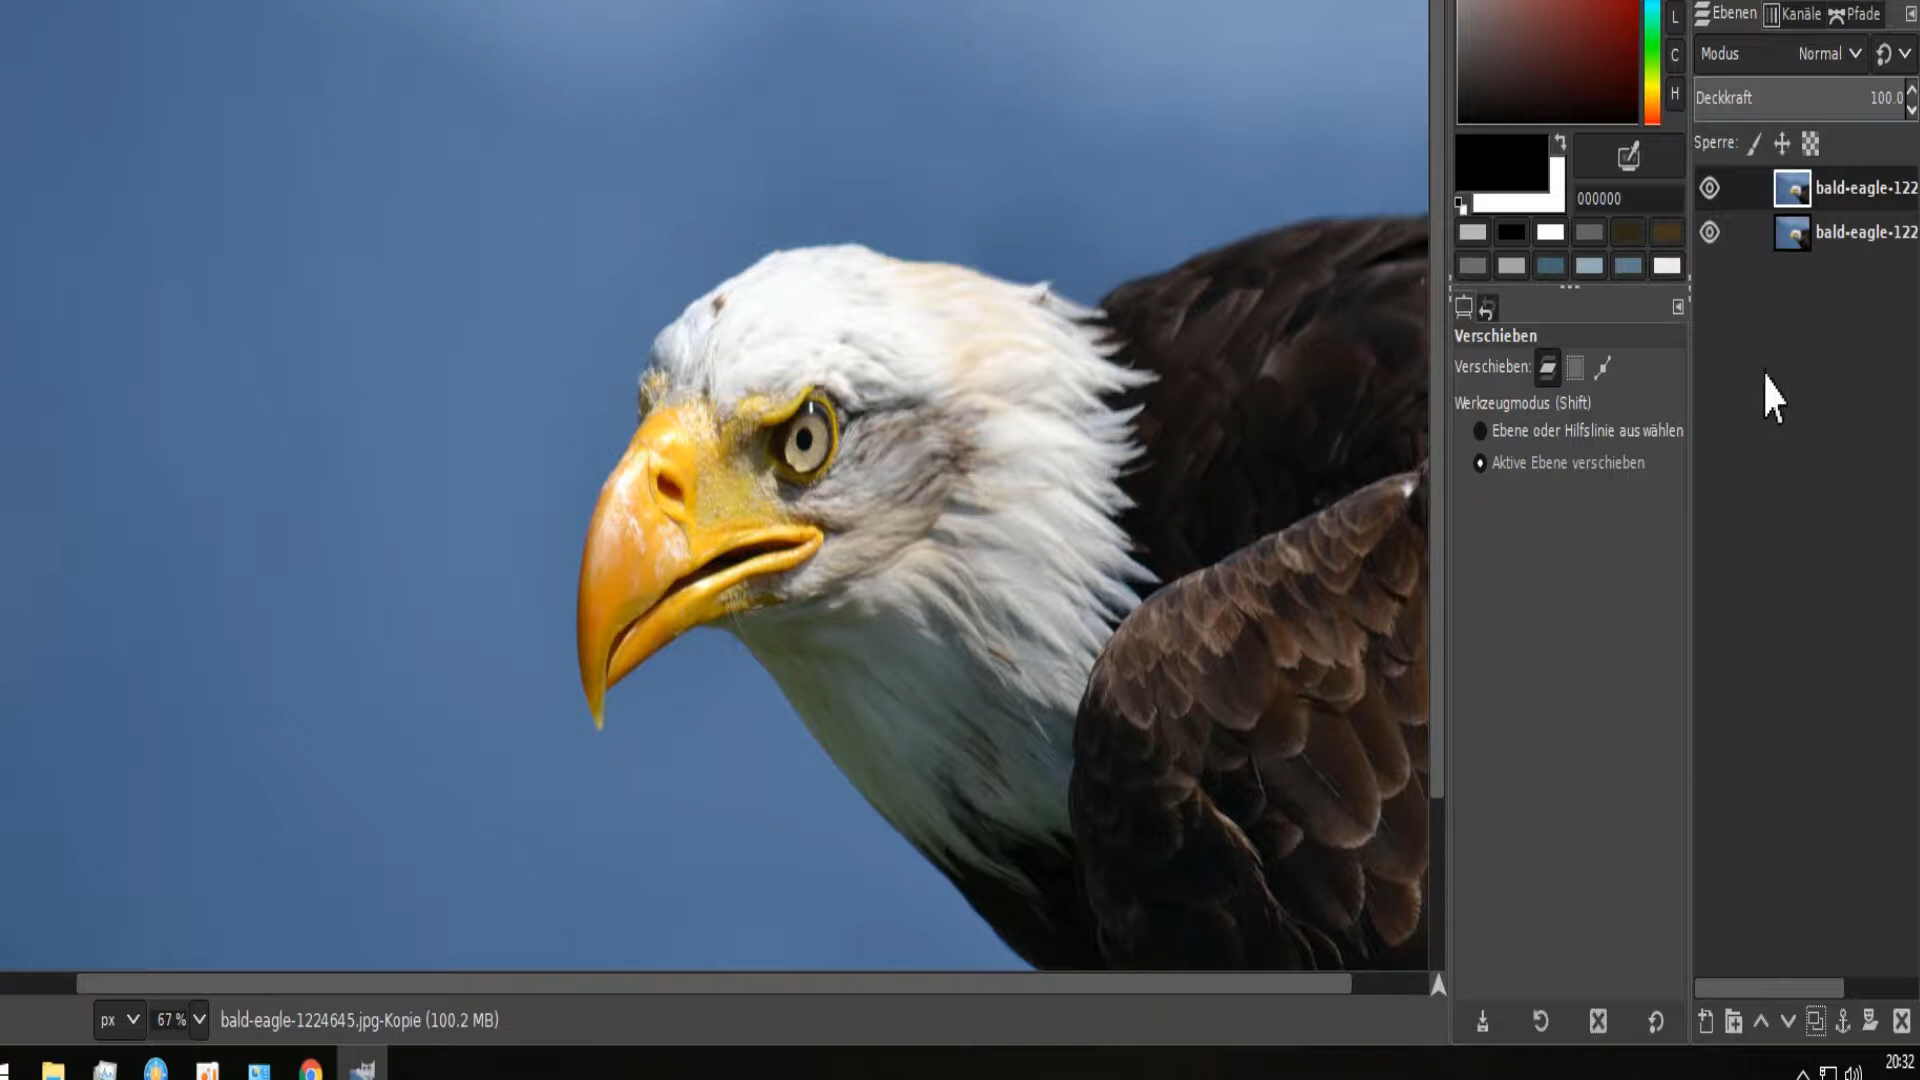 L
C
H
000000
Verschieben
Verschieben:
Werkzeugmodus (Shift)
Ebene oder Hilfslinie auswählen
Aktive Ebene verschieben
Ebenen Kanäle Pfade
Modus Normal
Deckkraft 100.0
Sperre:
bald-eagle-122
bald-eagle-122
px 67 % bald-eagle-1224645.jpg-Kopie (100.2 MB)
20:32